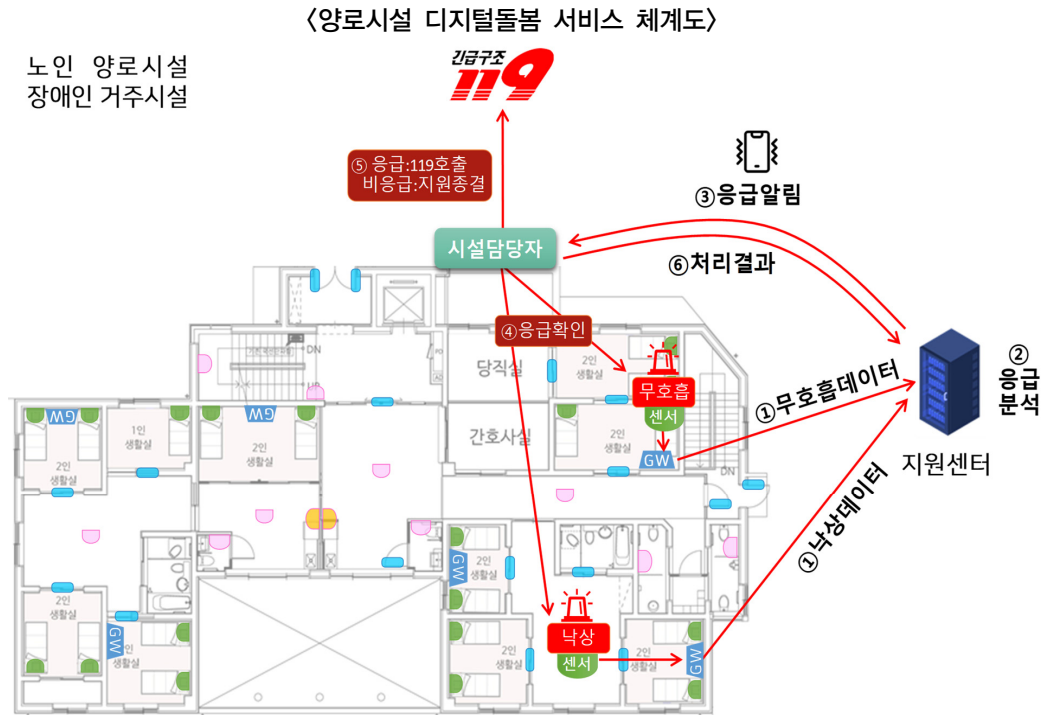 <양로시설 디지털돌봄 서비스 체계도>
노인 양로시설
장애인 거주시설
긴급구조
119
⑤ 응급:119호출
비응급:지원종결
③응급알림
시설담당자
⑥처리결과
④응급확인
DN
UP
당직실
2인
생활실
무호흡
센서
①무호흡데이터
②
응급
분석
지원센터
GW
2인
생활실
1인
생활실
GW
2인
생활실
간호사실
2인
생활실
GW
DN
①낙상데이터
GW
2인
생활실
GW
인
생활실
낙상
센서
2인
생활실
2인
생활실
GW